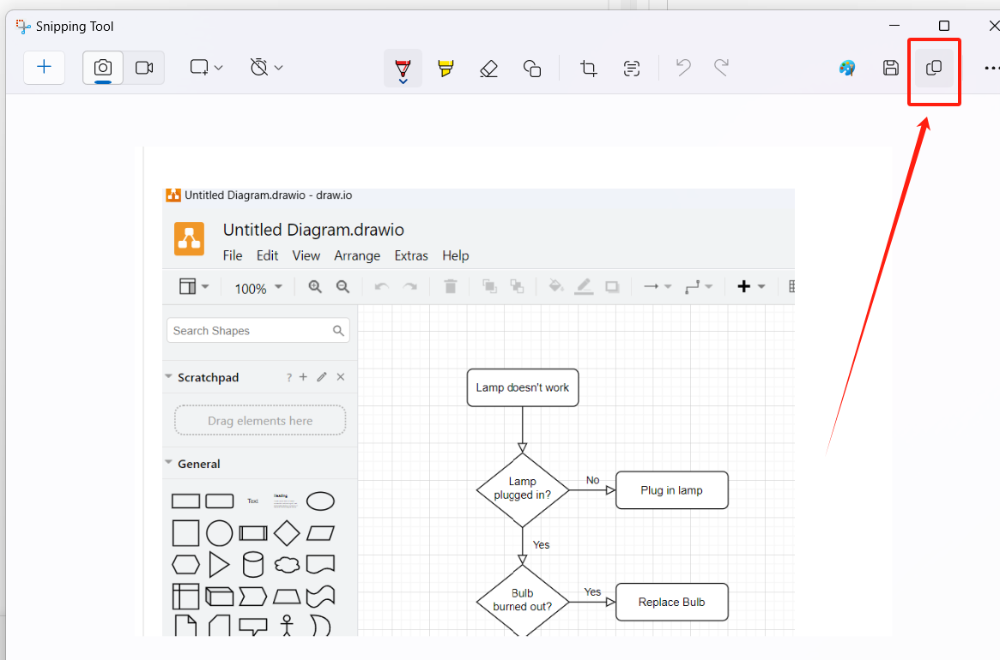 Snipping Tool
Untitled Diagram.drawio - draw.io
Untitled Diagram.drawio
File Edit View Arrange Extras Help
100%
Search Shapes
Scratchpad ? + ×
Drag elements here
General
Text
Heading
Lamp doesn't work
Lamp
plugged in?
No
Plug in lamp
Yes
Bulb
burned out?
Yes
Replace Bulb